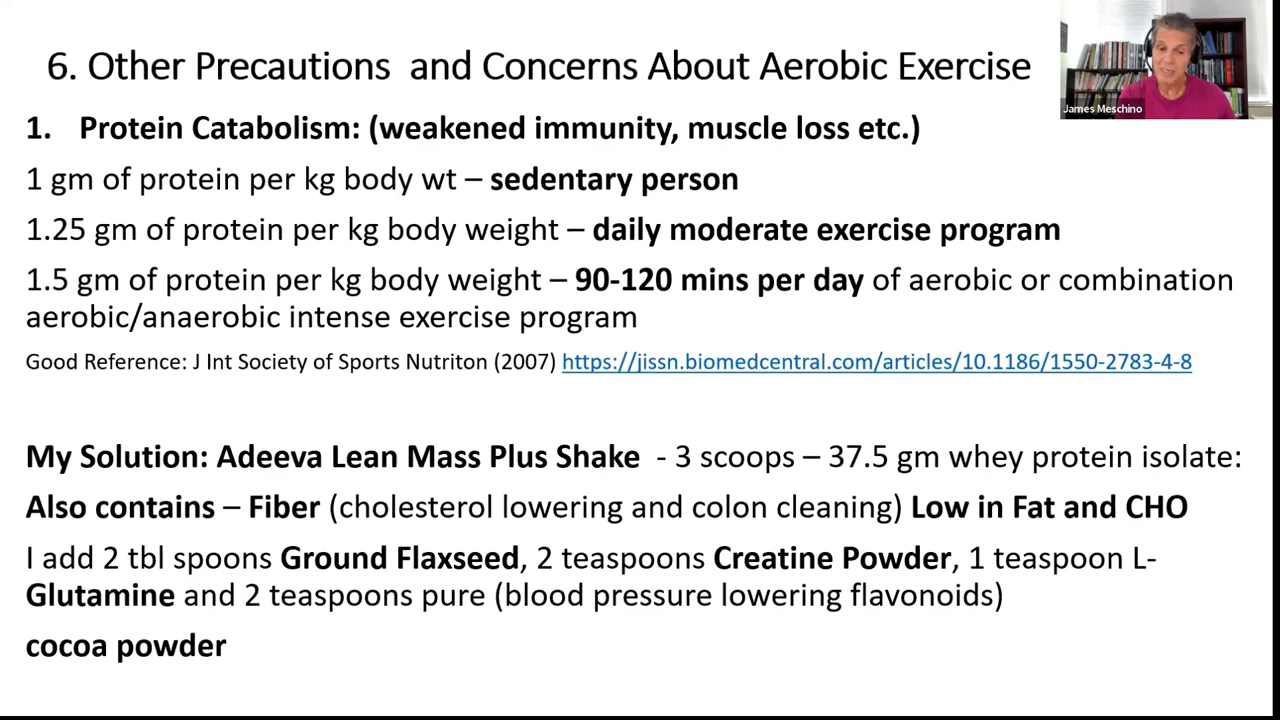 6. Other Precautions and Concerns About Aerobic Exercise
James Meschino
1. Protein Catabolism: (weakened immunity, muscle loss etc.)
1 gm of protein per kg body wt – sedentary person
1.25 gm of protein per kg body weight – daily moderate exercise program
1.5 gm of protein per kg body weight – 90-120 mins per day of aerobic or combination
aerobic/anaerobic intense exercise program
Good Reference: J Int Society of Sports Nutriton (2007) https://jissn.biomedcentral.com/articles/10.1186/1550-2783-4-8
My Solution: Adeeva Lean Mass Plus Shake - 3 scoops – 37.5 gm whey protein isolate:
Also contains – Fiber (cholesterol lowering and colon cleaning) Low in Fat and CHO
I add 2 tbl spoons Ground Flaxseed, 2 teaspoons Creatine Powder, 1 teaspoon L-
Glutamine and 2 teaspoons pure (blood pressure lowering flavonoids)
cocoa powder